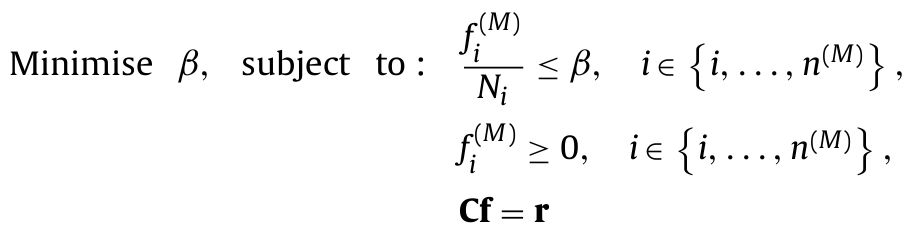 Minimise β, subject to : f_i^{(M)} / N_i ≤ β, i ∈ {i, . . . , n^{(M)}} ,
f_i^{(M)} ≥ 0, i ∈ {i, . . . , n^{(M)}} ,
Cf = r